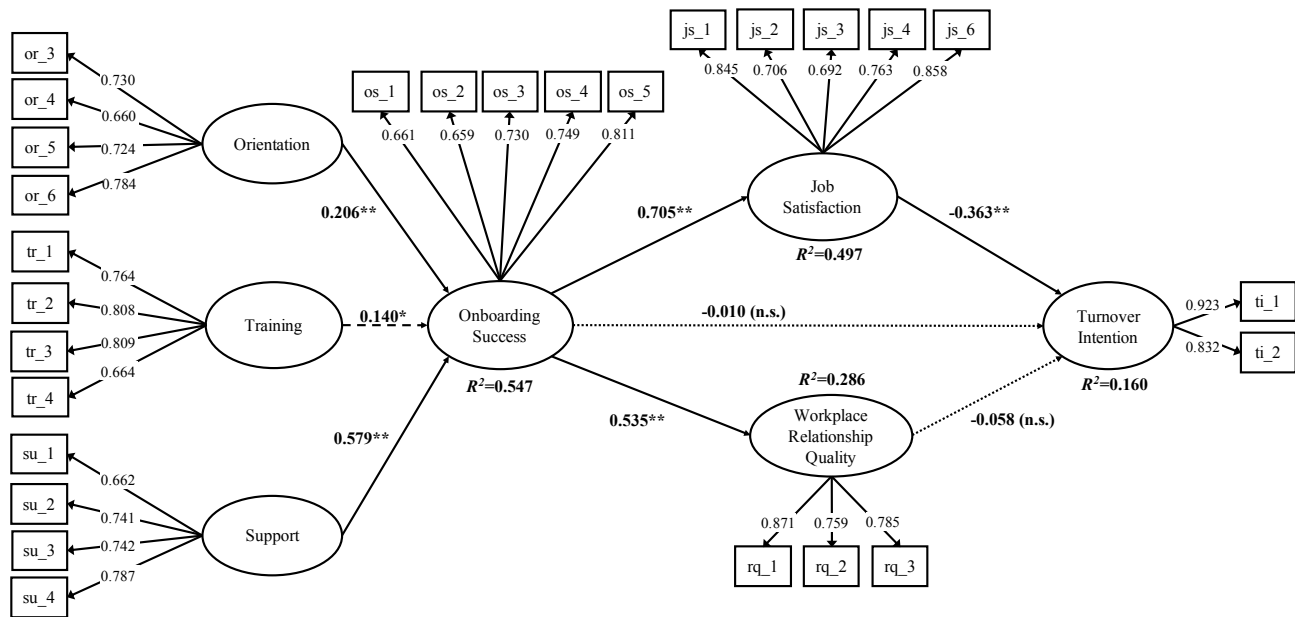 or_3
or_4
or_5
or_6
0.730
0.660
0.724
0.784
Orientation
tr_1
tr_2
tr_3
tr_4
0.764
0.808
0.809
0.664
Training
su_1
su_2
su_3
su_4
0.662
0.741
0.742
0.787
Support
0.206**
0.140*
0.579**
os_1
os_2
os_3
os_4
os_5
0.661
0.659
0.730
0.749
0.811
Onboarding
Success
R²=0.547
0.705**
-0.010 (n.s.)
0.535**
js_1
js_2
js_3
js_4
js_6
0.845
0.706
0.692
0.763
0.858
Job
Satisfaction
R²=0.497
-0.363**
R²=0.286
Workplace
Relationship
Quality
-0.058 (n.s.)
0.871
0.759
0.785
rq_1
rq_2
rq_3
Turnover
Intention
R²=0.160
0.923
0.832
ti_1
ti_2